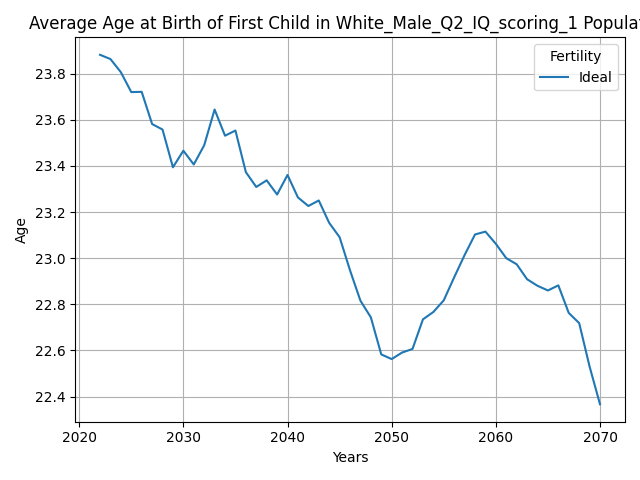 Average Age at Birth of First Child in White_Male_Q2_IQ_scoring_1 Populat
Fertility
Ideal
23.8
23.6
23.4
23.2
23.0
22.8
22.6
22.4
Age
2020 2030 2040 2050 2060 2070
Years